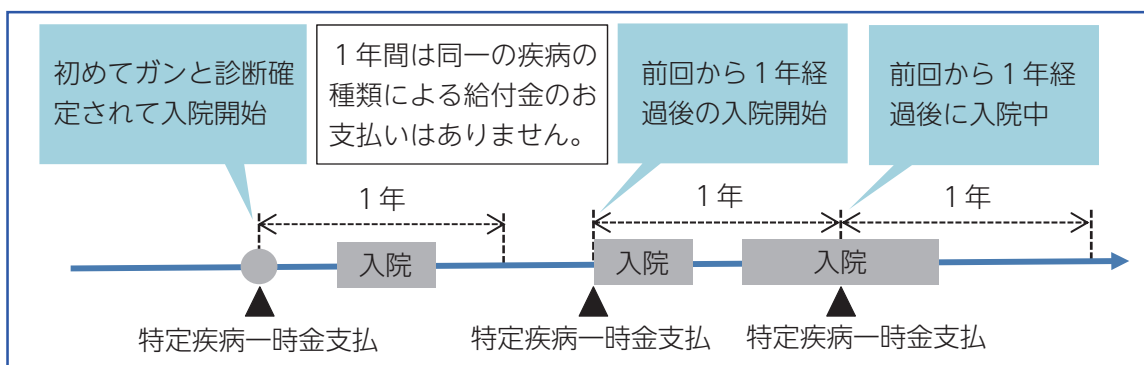 初めてガンと診断確
定されて入院開始
１年間は同一の疾病の
種類による給付金のお
支払いはありません。
前回から１年経
過後の入院開始
前回から１年経
過後に入院中
１年
１年
１年
入院
入院
入院
特定疾病一時金支払
特定疾病一時金支払
特定疾病一時金支払